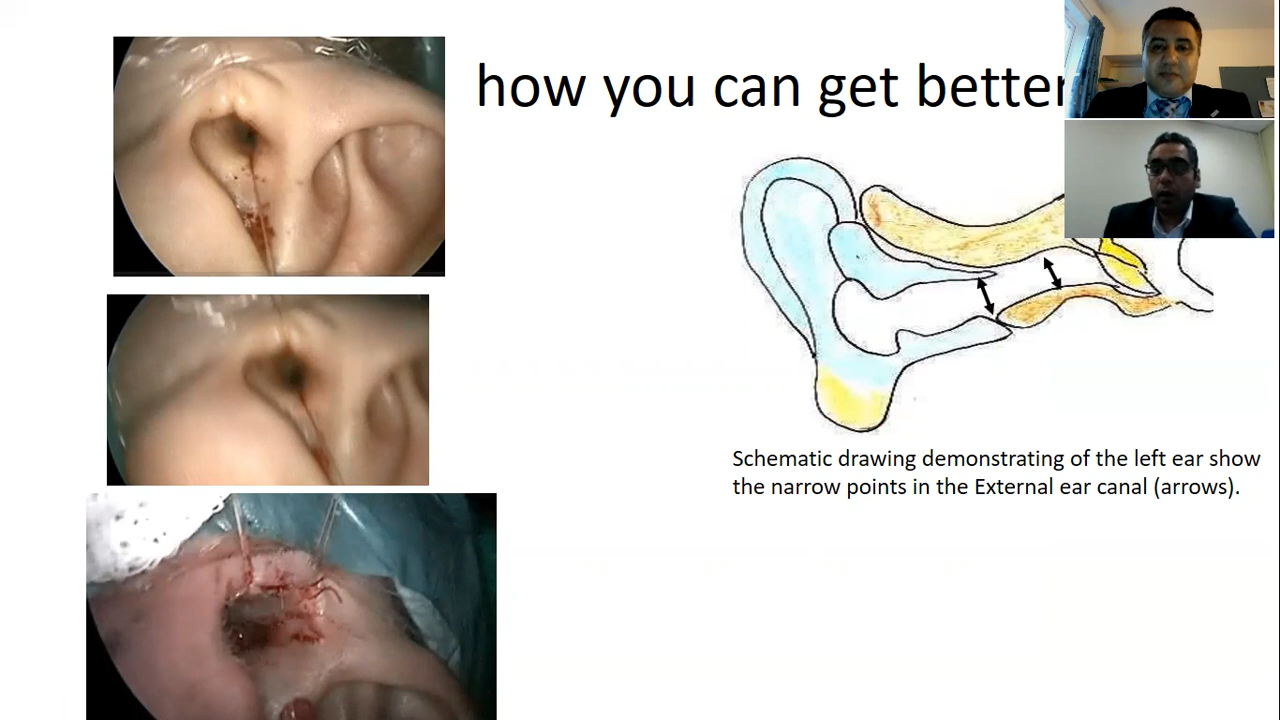 how you can get better
Schematic drawing demonstrating of the left ear show
the narrow points in the External ear canal (arrows).